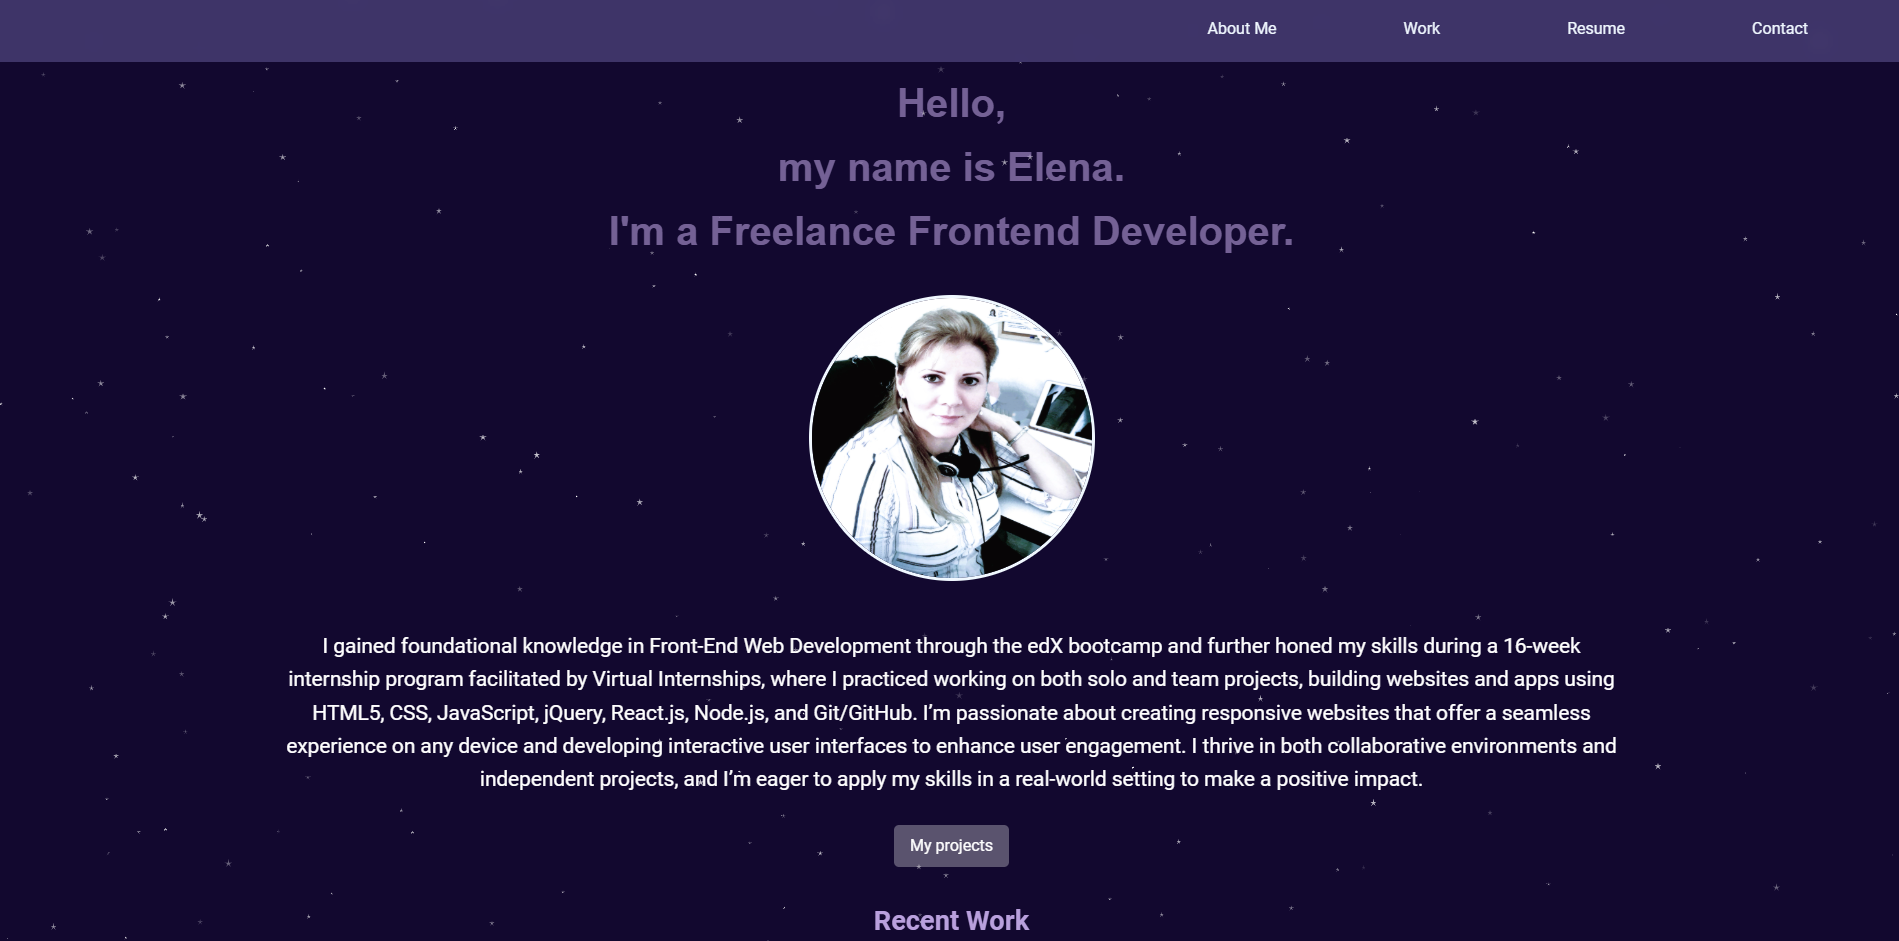 About Me Work Resume Contact
Hello,
my name is Elena.
I'm a Freelance Frontend Developer.
I gained foundational knowledge in Front-End Web Development through the edX bootcamp and further honed my skills during a 16-week
internship program facilitated by Virtual Internships, where I practiced working on both solo and team projects, building websites and apps using
HTML5, CSS, JavaScript, jQuery, React.js, Node.js, and Git/GitHub. I’m passionate about creating responsive websites that offer a seamless
experience on any device and developing interactive user interfaces to enhance user engagement. I thrive in both collaborative environments and
independent projects, and I’m eager to apply my skills in a real-world setting to make a positive impact.
My projects
Recent Work